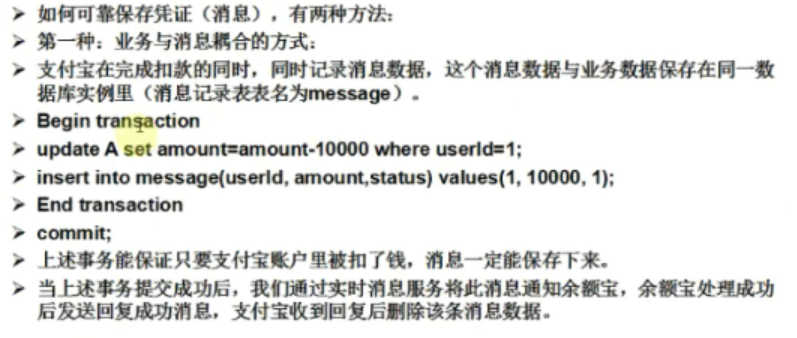 ➢ 如何可靠保存凭证（消息），有两种方法：
➢ 第一种：业务与消息耦合的方式：
➢ 支付宝在完成扣款的同时，同时记录消息数据，这个消息数据与业务数据保存在同一数
据库实例里（消息记录表表名为message）。
➢ Begin transaction
➢ update A set amount=amount-10000 where userId=1;
➢ insert into message(userId, amount,status) values(1, 10000, 1);
➢ End transaction
➢ commit;
➢ 上述事务能保证只要支付宝账户里被扣了钱，消息一定能保存下来。
➢ 当上述事务提交成功后，我们通过实时消息服务将此消息通知余额宝，余额宝处理成功
后发送回复成功消息，支付宝收到回复后删除该条消息数据。